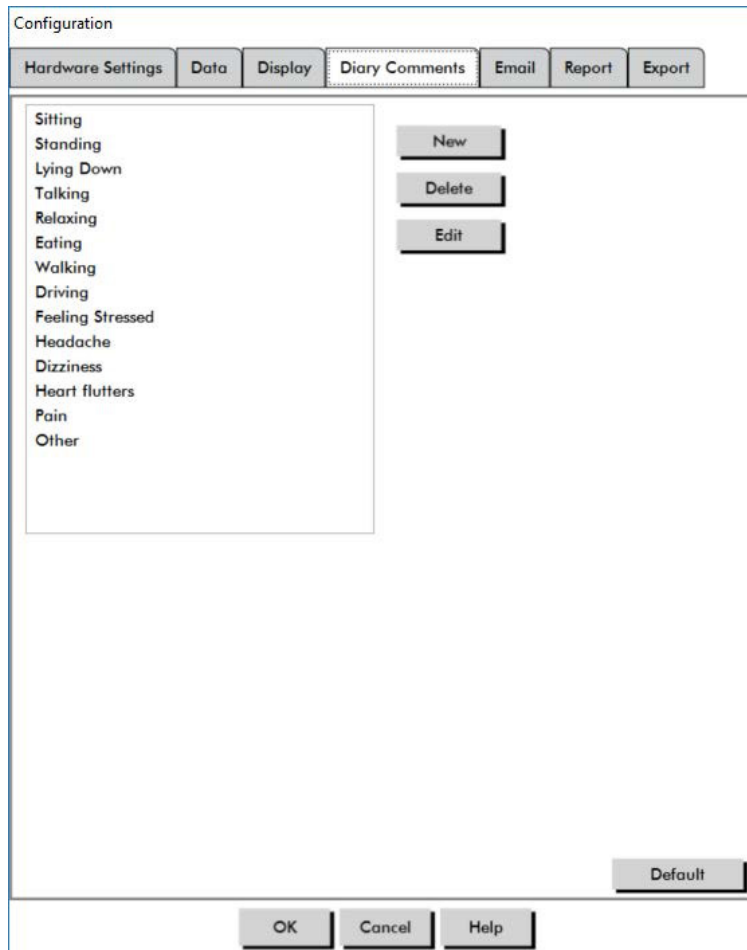 Configuration
Hardware Settings Data Display Diary Comments Email Report Export
Sitting
Standing
Lying Down
Talking
Relaxing
Eating
Walking
Driving
Feeling Stressed
Headache
Dizziness
Heart flutters
Pain
Other
New
Delete
Edit
Default
OK Cancel Help